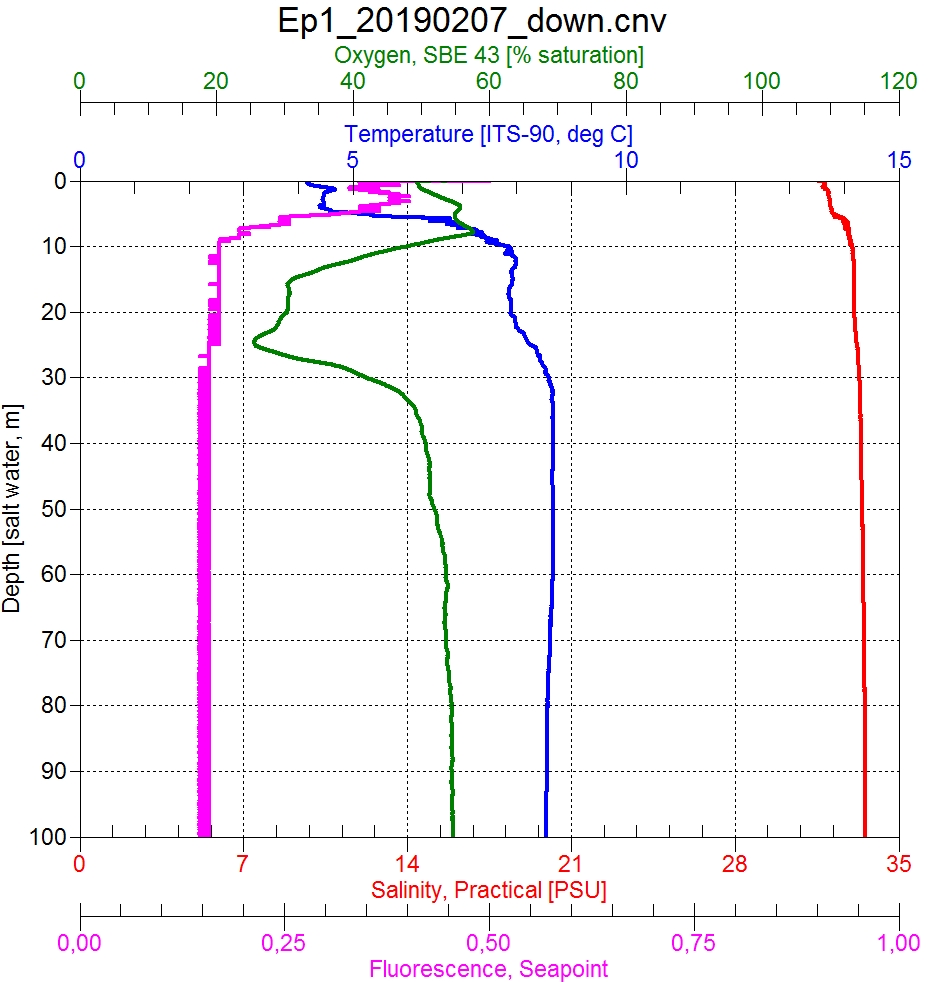 Ep1_20190207_down.cnv
Oxygen, SBE 43 [% saturation]
0 20 40 60 80 100 120
Temperature [ITS-90, deg C]
0 5 10 15
0
10
20
30
40
50
60
70
80
90
100
Depth [salt water, m]
0 7 14 21 28 35
Salinity, Practical [PSU]
0,00 0,25 0,50 0,75 1,00
Fluorescence, Seapoint